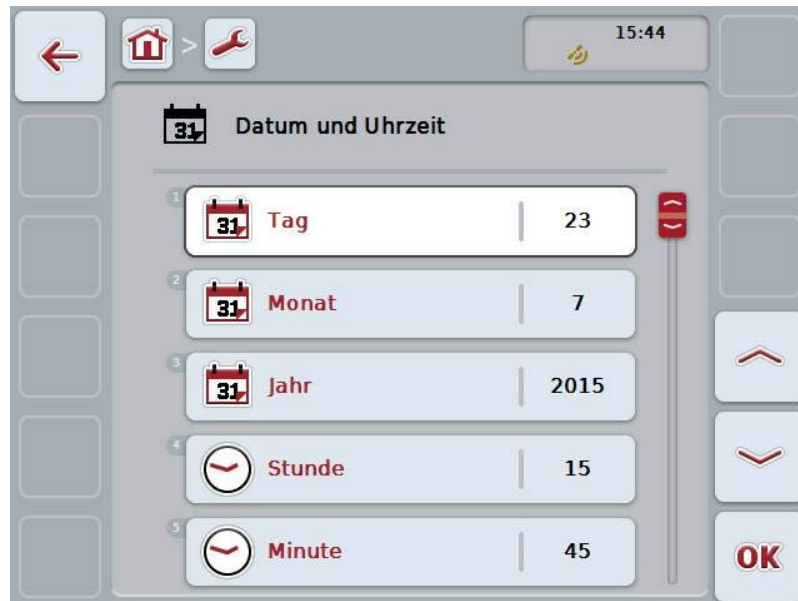 15:44
31 Datum und Uhrzeit
1
31 Tag 23
2
31 Monat 7
3
31 Jahr 2015
4
Stunde 15
5
Minute 45
OK